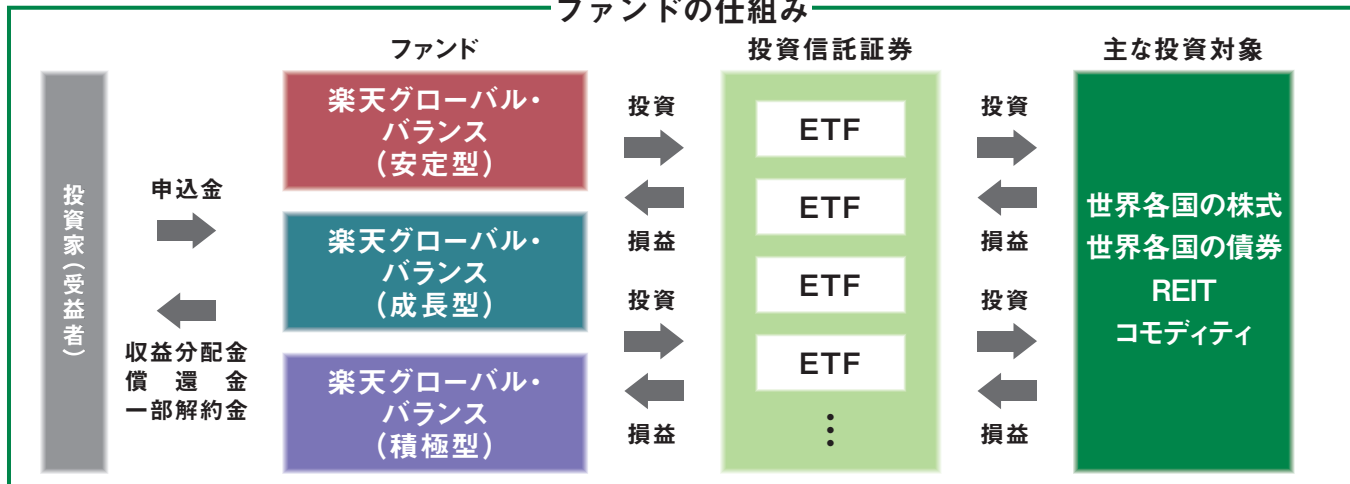 ファンドの仕組み
ファンド
投資信託証券
主な投資対象
投資家(受益者)
申込金
収益分配金
償還金
一部解約金
楽天グローバル・
バランス
(安定型)
楽天グローバル・
バランス
(成長型)
楽天グローバル・
バランス
(積極型)
投資
損益
投資
損益
ETF
ETF
ETF
ETF
⋮
投資
損益
投資
損益
世界各国の株式
世界各国の債券
REIT
コモディティ